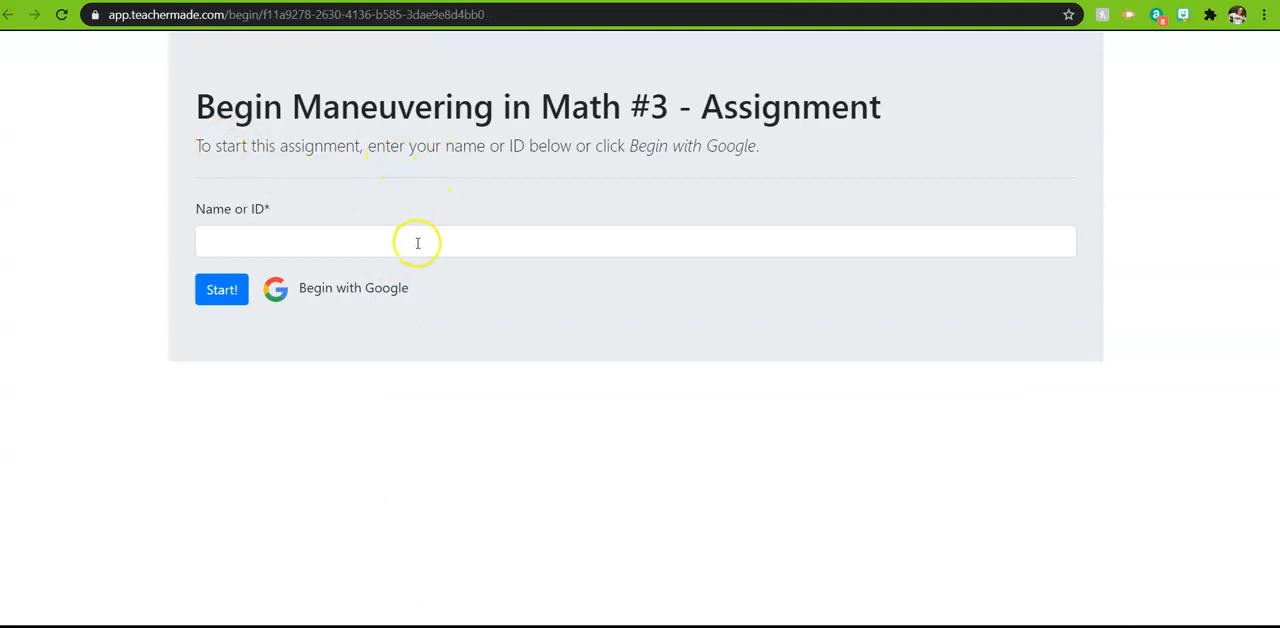 app.teachermade.com/begin/f11a9278-2630-4136-b585-3dae9e8d4bb0
Begin Maneuvering in Math #3 - Assignment
To start this assignment, enter your name or ID below or click Begin with Google.
Name or ID*
Start!
Begin with Google